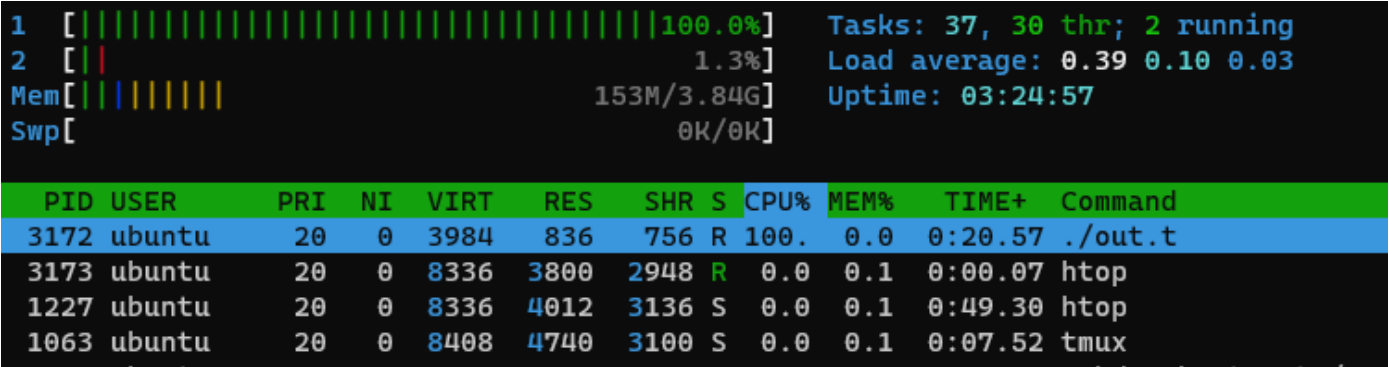 1 [||||||||||||||||||||||||||||||||||||100.0%] Tasks: 37, 30 thr; 2 running
2 [|| 1.3%] Load average: 0.39 0.10 0.03
Mem[||||||||| 153M/3.84G] Uptime: 03:24:57
Swp[ 0K/0K]
PID USER PRI NI VIRT RES SHR S CPU% MEM% TIME+ Command
3172 ubuntu 20 0 3984 836 756 R 100. 0.0 0:20.57 ./out.t
3173 ubuntu 20 0 8336 3800 2948 R 0.0 0.1 0:00.07 htop
1227 ubuntu 20 0 8336 4012 3136 S 0.0 0.1 0:49.30 htop
1063 ubuntu 20 0 8408 4740 3100 S 0.0 0.1 0:07.52 tmux